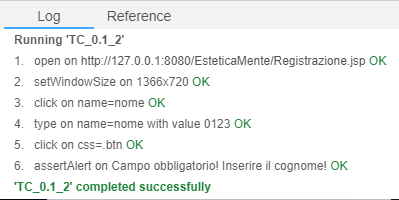 Log Reference
Running 'TC_0.1_2'
1. open on http://127.0.0.1:8080/EsteticaMente/Registrazione.jsp OK
2. setWindowSize on 1366x720 OK
3. click on name=nome OK
4. type on name=nome with value 0123 OK
5. click on css=.btn OK
6. assertAlert on Campo obbligatorio! Inserire il cognome! OK
'TC_0.1_2' completed successfully